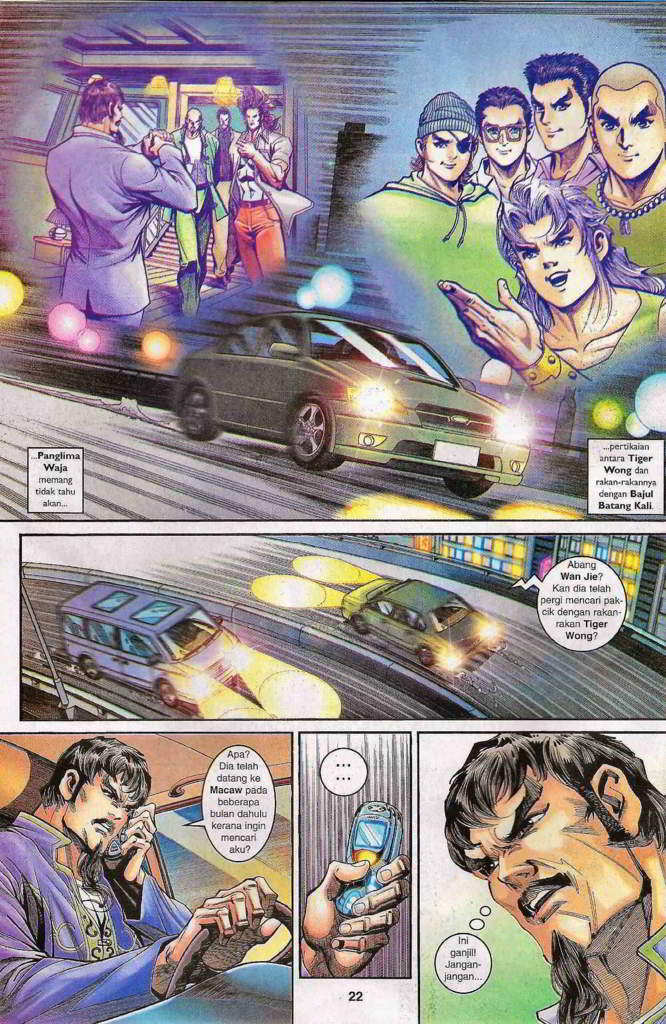 ...Panglima
Waja
memang
tidak tahu
akan...
...pertikaian
antara Tiger
Wong dan
rakan-rakannya
dengan Bajul
Batang Kali.
Abang
Wan Jie?
Kan dia telah
pergi mencari pak-
cik dengan rakan-
rakan Tiger
Wong?
Apa?
Dia telah
datang ke
Macaw pada
beberapa
bulan dahulu
kerana ingin
mencari
aku?
...
...
Ini
ganjil!
Jangan-
jangan...
22